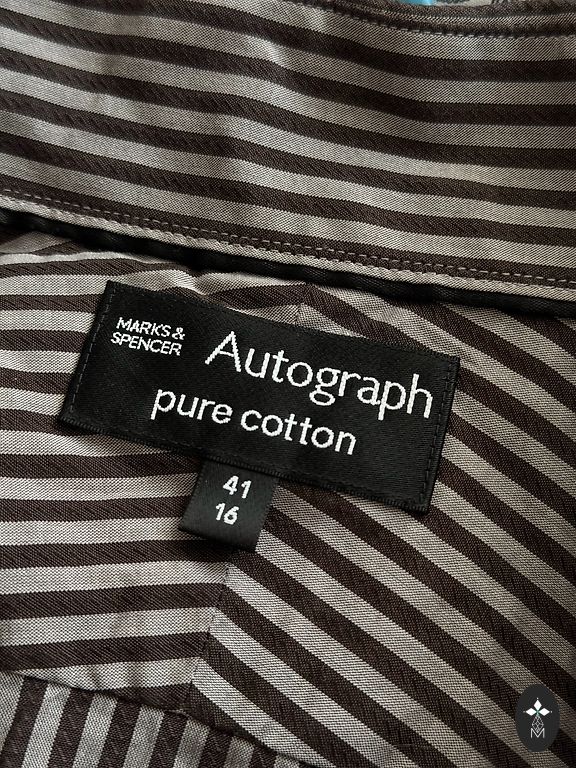 MARKS &
SPENCER
Autograph
pure cotton
41
16